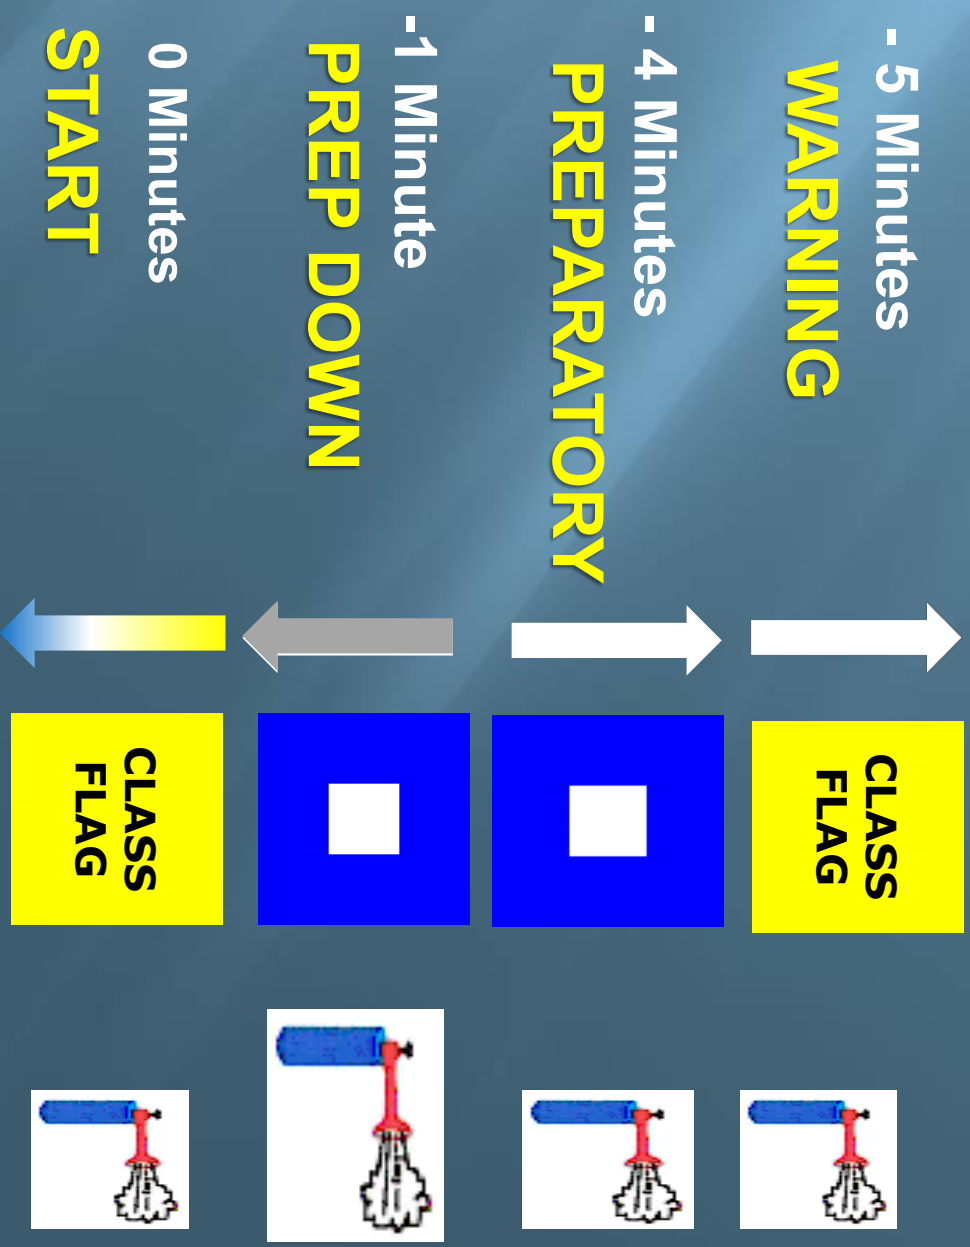 - 5 Minutes
WARNING
CLASS
FLAG
- 4 Minutes
PREPARATORY
-1 Minute
PREP DOWN
0 Minutes
START
CLASS
FLAG